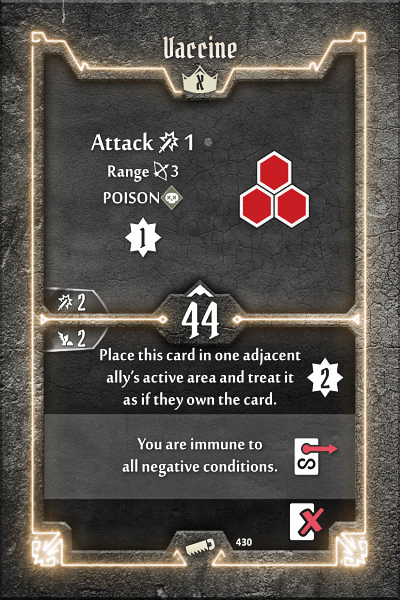 Vaccine
X
Attack 1
Range 3
POISON
1
2
44
2
Place this card in one adjacent
ally's active area and treat it
as if they own the card.
2
You are immune to
all negative conditions.
430